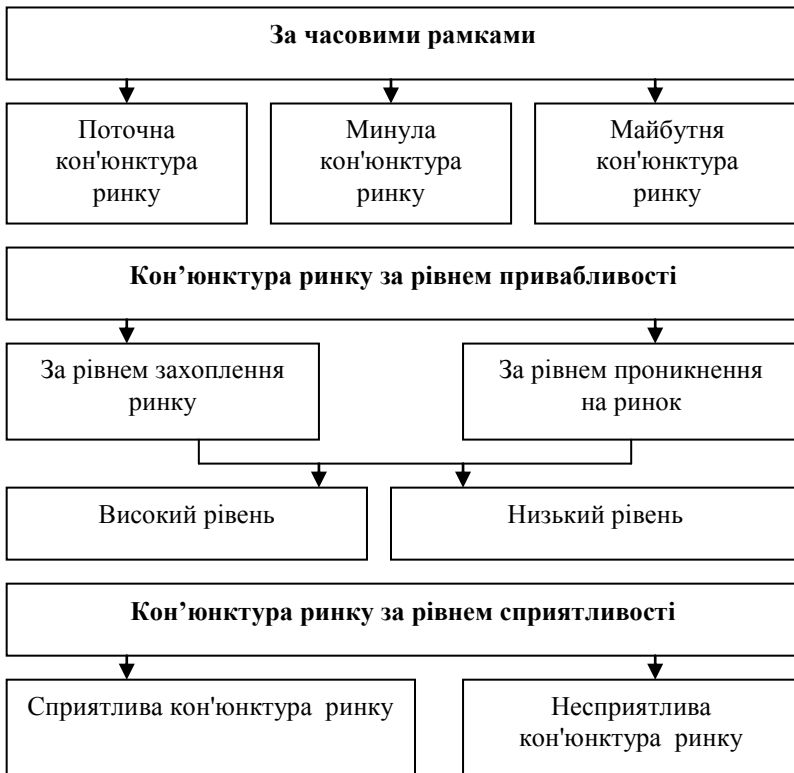 За часовими рамками
Поточна
кон'юнктура
ринку
Минула
кон'юнктура
ринку
Майбутня
кон'юнктура
ринку
Кон’юнктура ринку за рівнем привабливості
За рівнем захоплення
ринку
За рівнем проникнення
на ринок
Високий рівень
Низький рівень
Кон’юнктура ринку за рівнем сприятливості
Сприятлива кон'юнктура ринку
Несприятлива
кон'юнктура ринку